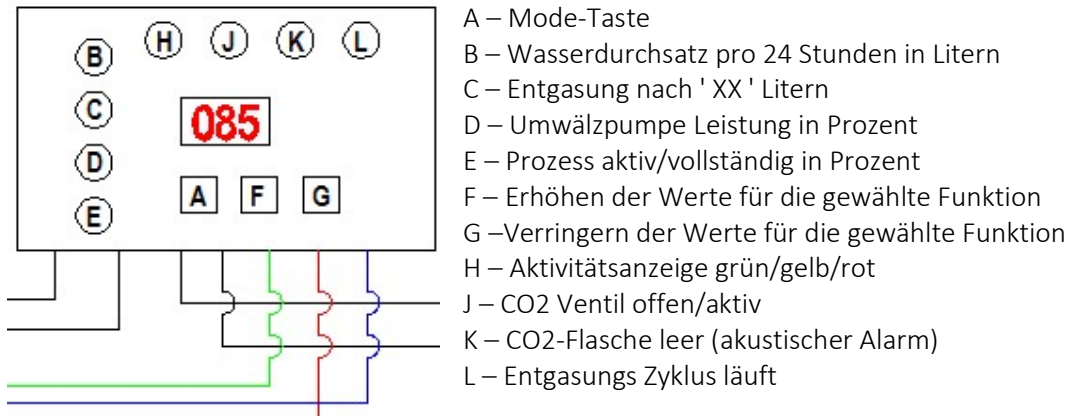 H J K L
B
C
D
E
085
A F G
A – Mode-Taste
B – Wasserdurchsatz pro 24 Stunden in Litern
C – Entgasung nach ' XX ' Litern
D – Umwälzpumpe Leistung in Prozent
E – Prozess aktiv/vollständig in Prozent
F – Erhöhen der Werte für die gewählte Funktion
G –Verringern der Werte für die gewählte Funktion
H – Aktivitätsanzeige grün/gelb/rot
J – CO2 Ventil offen/aktiv
K – CO2-Flasche leer (akustischer Alarm)
L – Entgasungs Zyklus läuft